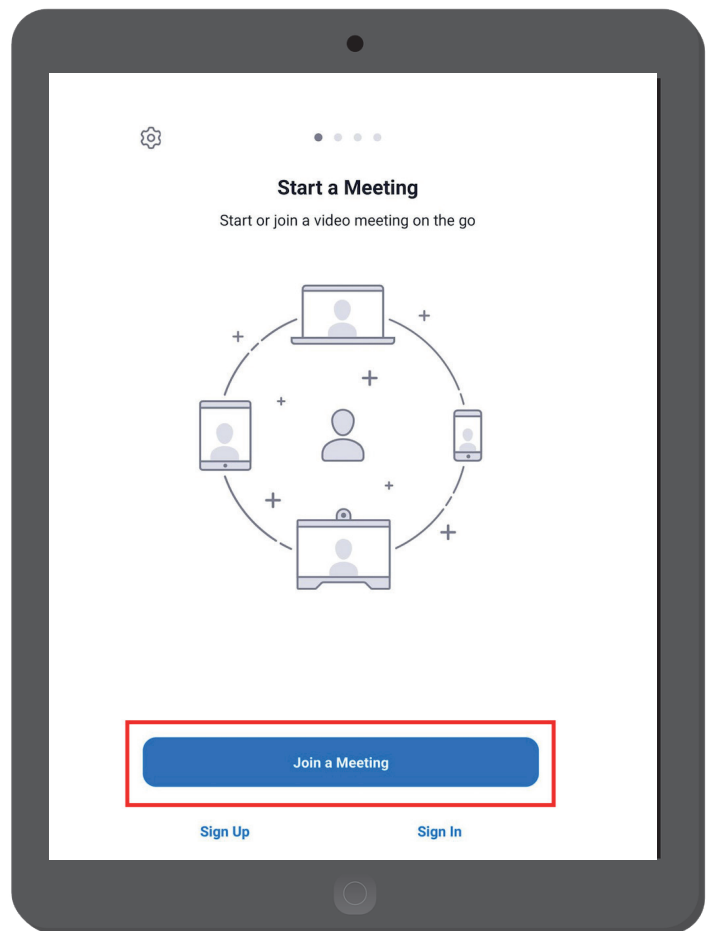 Start a Meeting
Start or join a video meeting on the go
Join a Meeting
Sign Up
Sign In